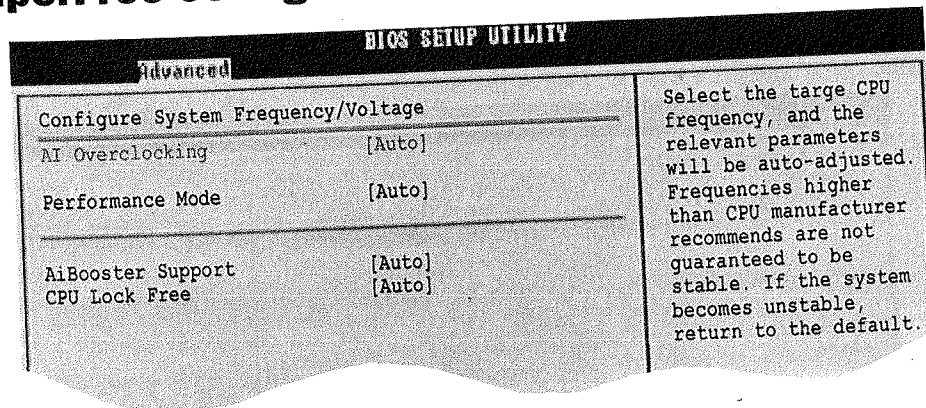 BIOS SETUP UTILITY
Advanced
Configure System Frequency/Voltage
AI Overclocking [Auto]
Performance Mode [Auto]
AiBooster Support [Auto]
CPU Lock Free [Auto]
Select the targe CPU
frequency, and the
relevant parameters
will be auto-adjusted.
Frequencies higher
than CPU manufacturer
recommends are not
guaranteed to be
stable. If the system
becomes unstable,
return to the default.